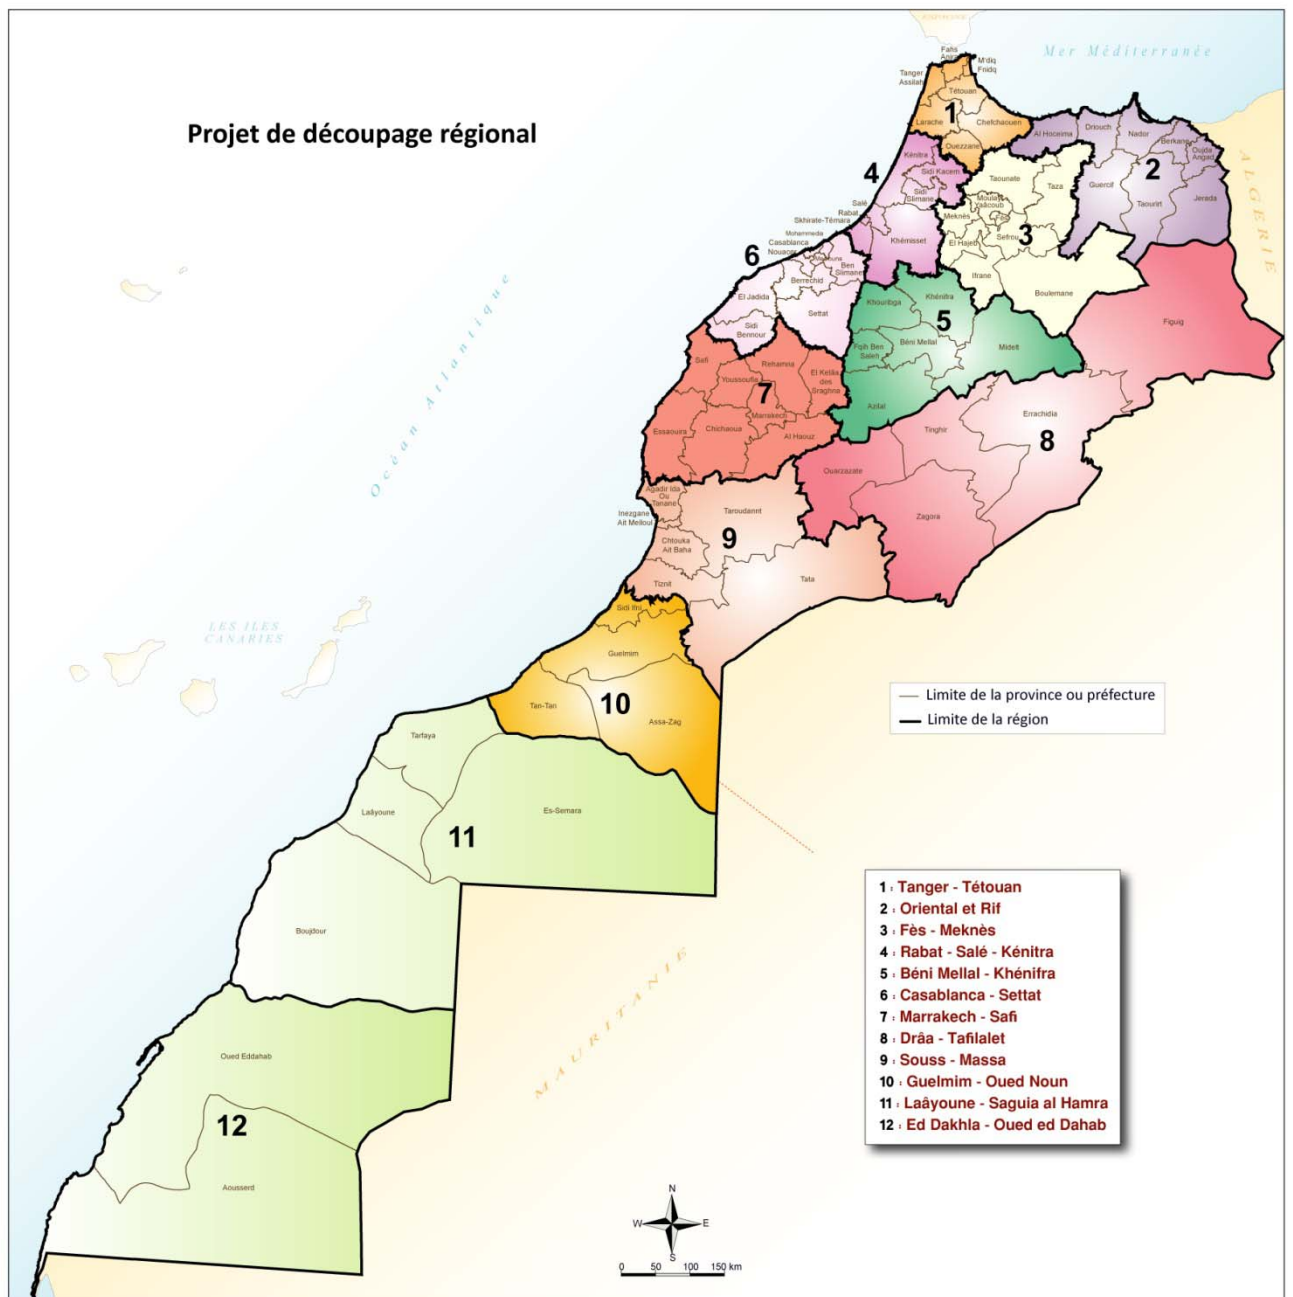 PÉNINSULE
Mer Méditerranée
Projet de découpage régional
Océan Atlantique
ALGERIE
LES ILES
CANARIES
MAURITANIE
Fahs
Anjra
M'diq
Fnidq
Tanger
Assilah
Tétouan
1
Larache
Chefchaouen
Ouezzane
Al Hoceima
Driouch
Nador
Berkane
Oujda
Angad
2
Guercif
Taourirt
Jerada
4
Kénitra
Sidi Kacem
Sidi
Slimane
Salé
Rabat
Skhirate-Témara
Khémisset
Taounate
Taza
Moulay
Yaâcoub
Meknès
Fès
Sefrou
3
El Hajeb
Ifrane
Boulemane
Mohammedia
Casablanca
Nouacer
6
Ben
Slimane
Berrechid
El Jadida
Settat
Sidi
Bennour
Khouribga
Khénifra
5
Fqih Ben
Saleh
Béni Mellal
Midelt
Azilal
Figuig
Safi
Youssoufia
Rehamna
El Kelâa
des
Sraghna
7
Marrakech
Essaouira
Chichaoua
Al Haouz
Errachidia
8
Tinghir
Ouarzazate
Zagora
Agadir Ida
Ou
Tanane
Inezgane
Ait Melloul
Taroudannt
9
Chtouka
Ait Baha
Tiznit
Tata
Sidi Ifni
Guelmim
10
Tan-Tan
Assa-Zag
Tarfaya
Laâyoune
Es-Semara
11
Boujdour
Oued Eddahab
12
Aousserd
Limite de la province ou préfecture
Limite de la région
1 : Tanger - Tétouan
2 : Oriental et Rif
3 : Fès - Meknès
4 : Rabat - Salé - Kénitra
5 : Béni Mellal - Khénifra
6 : Casablanca - Settat
7 : Marrakech - Safi
8 : Drâa - Tafilalet
9 : Souss - Massa
10 : Guelmim - Oued Noun
11 : Laâyoune - Saguia al Hamra
12 : Ed Dakhla - Oued ed Dahab
N
W
E
S
0 50 100 150 km